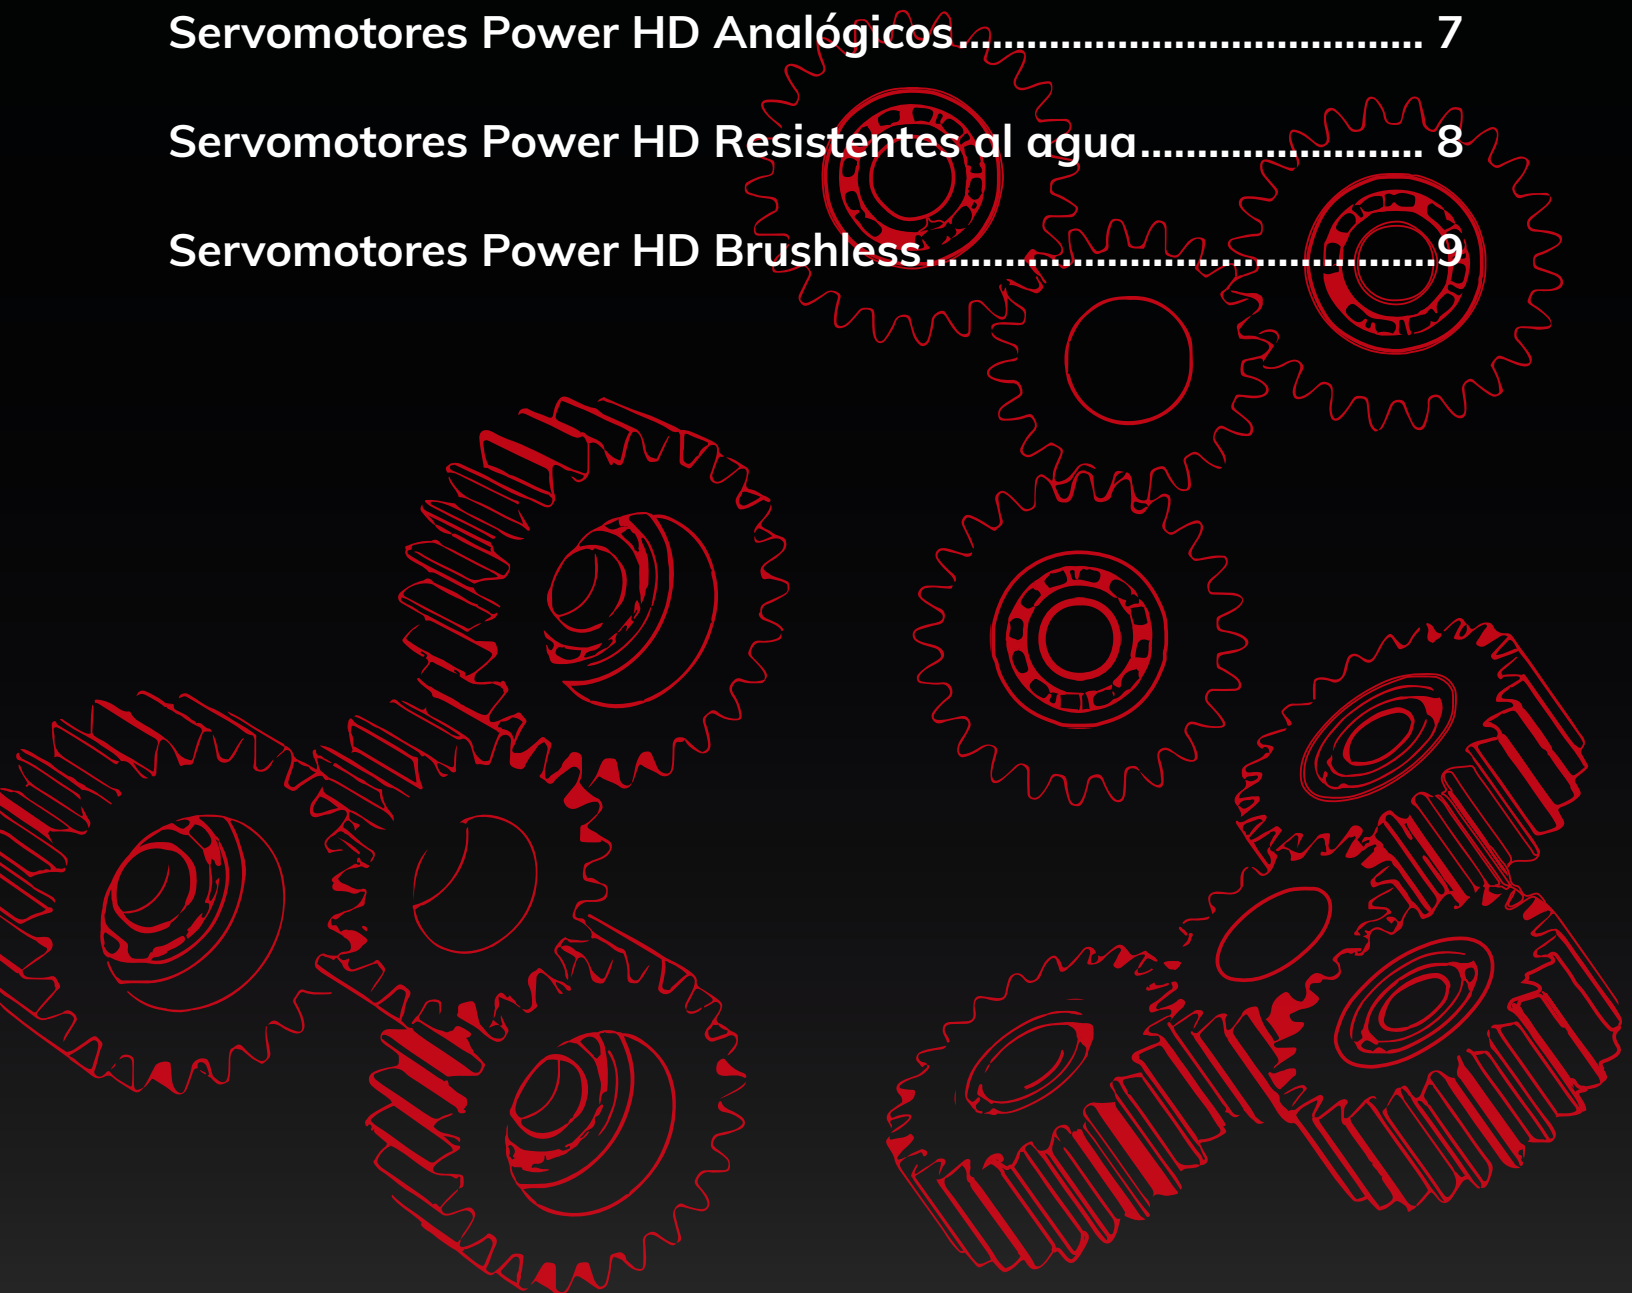 Servomotores Power HD Analógicos......................................... 7
Servomotores Power HD Resistentes al agua......................... 8
Servomotores Power HD Brushless.............................................9